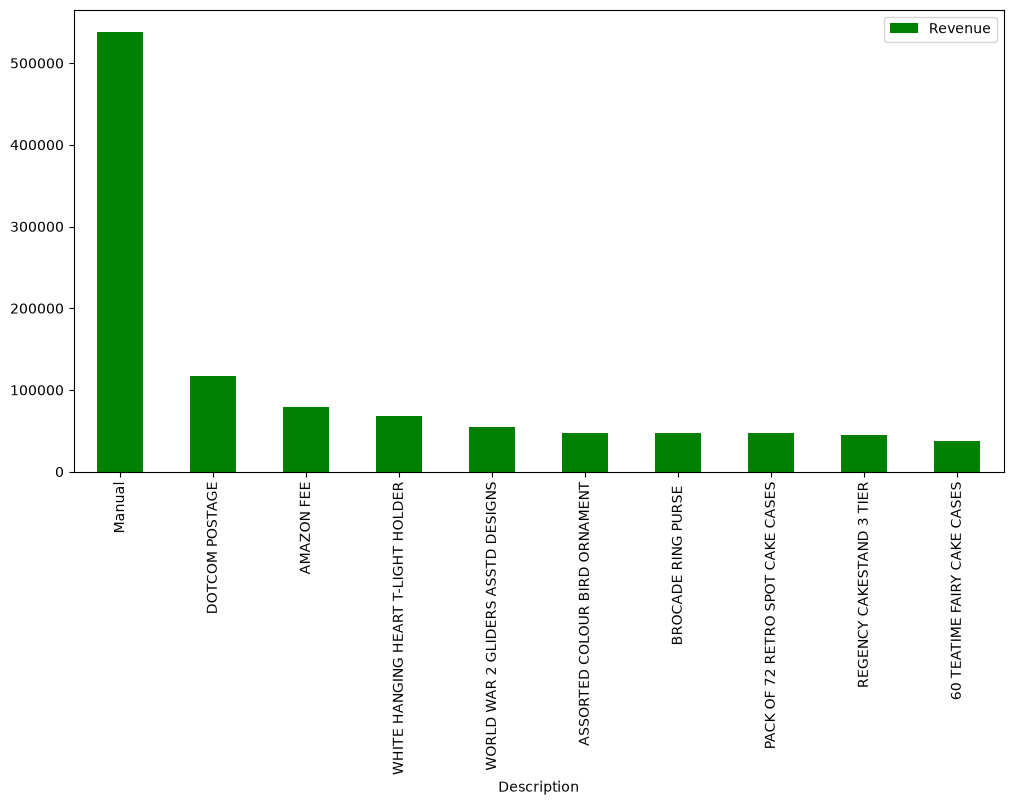 Revenue
500000
400000
300000
200000
100000
0
Manual
DOTCOM POSTAGE
AMAZON FEE
WHITE HANGING HEART T-LIGHT HOLDER
WORLD WAR 2 GLIDERS ASSTD DESIGNS
ASSORTED COLOUR BIRD ORNAMENT
BROCADE RING PURSE
PACK OF 72 RETRO SPOT CAKE CASES
REGENCY CAKESTAND 3 TIER
60 TEATIME FAIRY CAKE CASES
Description